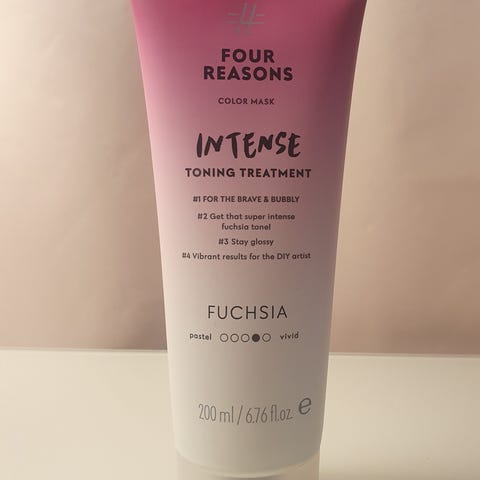 #
FOUR
REASONS
COLOR MASK
INTENSE
TONING TREATMENT
#1 FOR THE BRAVE & BUBBLY
#2 Get that super intense
fuchsia tone!
#3 Stay glossy
#4 Vibrant results for the DIY artist
FUCHSIA
pastel vivid
200 ml / 6.76 fl.oz. ℮